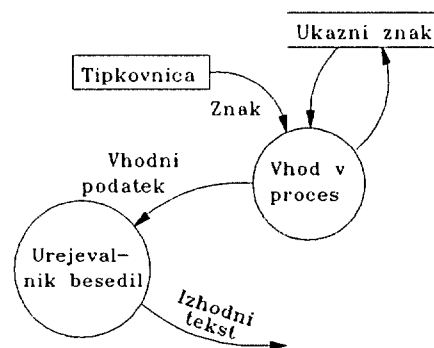 Ukazni znak
Tipkovnica
Znak
Vhod v
proces
Vhodni
podatek
Urejeval-
nik besedil
Izhodni
tekst